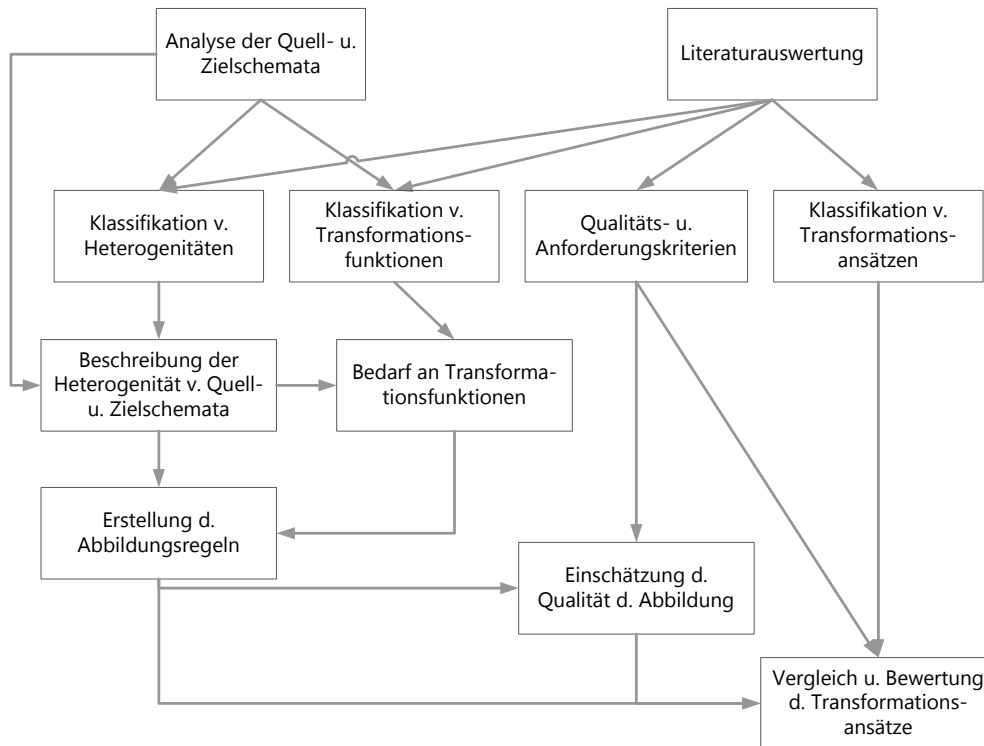 Analyse der Quell- u.
Zielschemata
Literaturauswertung
Klassifikation v.
Heterogenitäten
Klassifikation v.
Transformations-
funktionen
Qualitäts- u.
Anforderungskriterien
Klassifikation v.
Transformations-
ansätzen
Beschreibung der
Heterogenität v. Quell-
u. Zielschemata
Bedarf an Transforma-
tionsfunktionen
Erstellung d.
Abbildungsregeln
Einschätzung d.
Qualität d. Abbildung
Vergleich u. Bewertung
d. Transformations-
ansätze